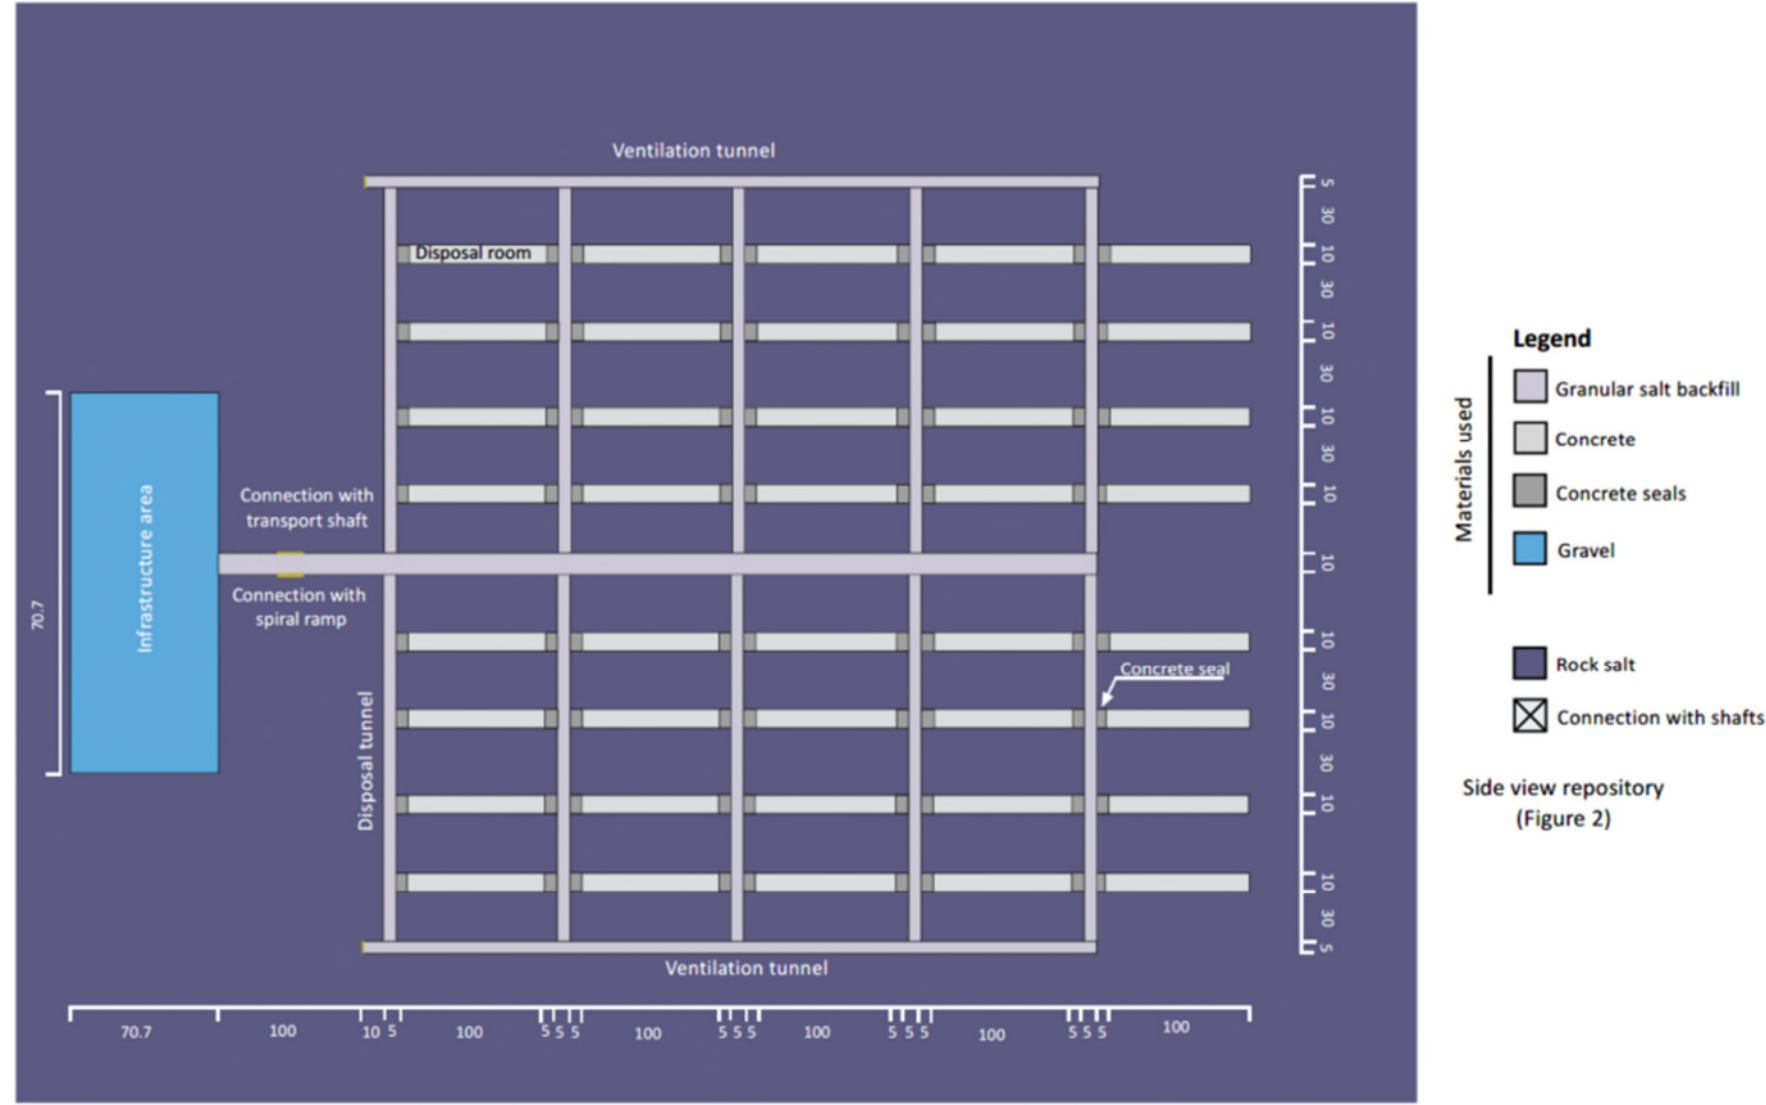 Ventilation tunnel
Disposal room
Connection with
transport shaft
Infrastructure area
70.7
Connection with
spiral ramp
Disposal tunnel
Concrete seal
Ventilation tunnel
5
30
10
30
10
30
10
30
10
10
10
30
10
30
10
10
30
5
70.7
100
10
5
100
5
5
5
100
5
5
5
100
5
5
5
100
5
5
5
100
Legend
Materials used
Granular salt backfill
Concrete
Concrete seals
Gravel
Rock salt
Connection with shafts
Side view repository
(Figure 2)